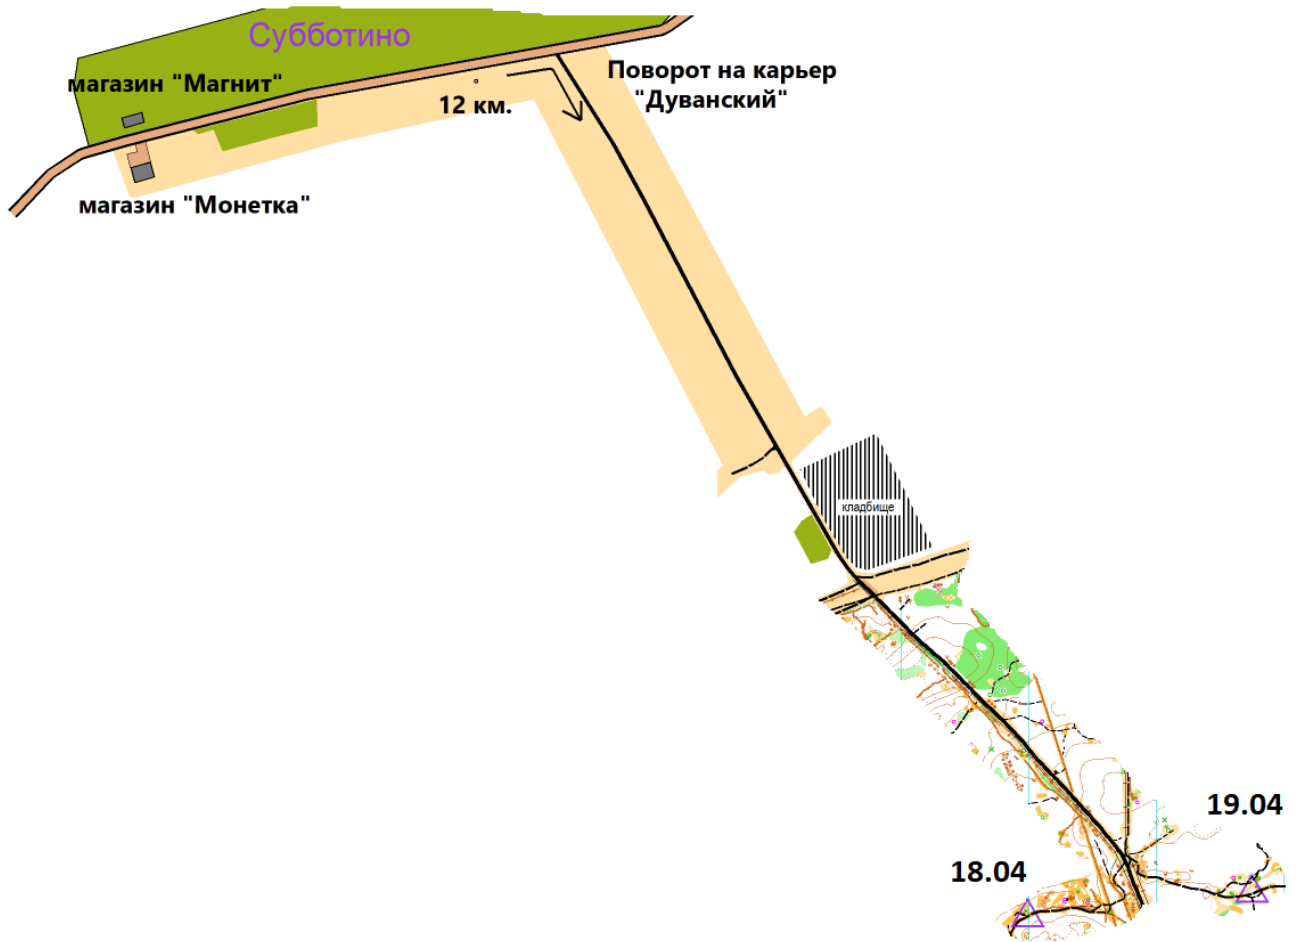 Субботино
магазин "Магнит"
Поворот на карьер
"Дуванский"
12 км.
магазин "Монетка"
кладбище
19.04
18.04